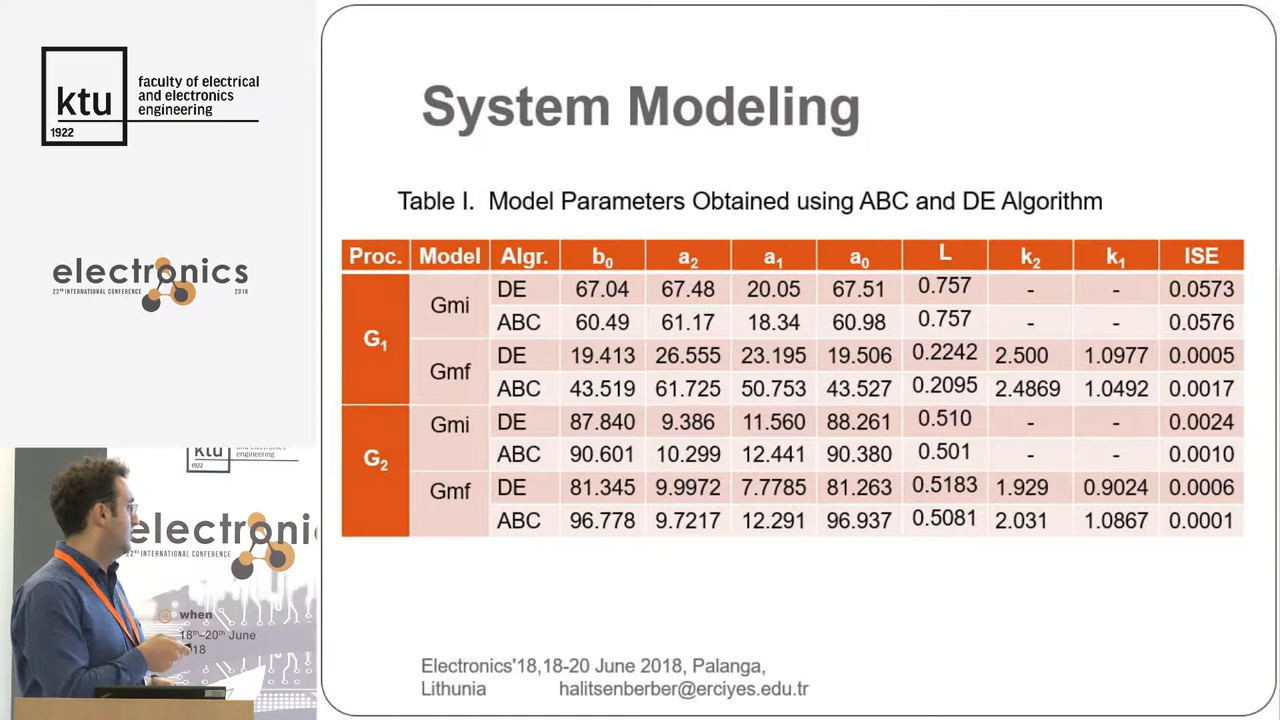 ktu
1922
faculty of electrical
and electronics
engineering
electronics
22ND INTERNATIONAL CONFERENCE 2018
System Modeling
Table I. Model Parameters Obtained using ABC and DE Algorithm
Proc. Model Algr. b0 a2 a1 a0 L k2 k1 ISE
G1 Gmi DE 67.04 67.48 20.05 67.51 0.757 - - 0.0573
ABC 60.49 61.17 18.34 60.98 0.757 - - 0.0576
Gmf DE 19.413 26.555 23.195 19.506 0.2242 2.500 1.0977 0.0005
ABC 43.519 61.725 50.753 43.527 0.2095 2.4869 1.0492 0.0017
G2 Gmi DE 87.840 9.386 11.560 88.261 0.510 - - 0.0024
ABC 90.601 10.299 12.441 90.380 0.501 - - 0.0010
Gmf DE 81.345 9.9972 7.7785 81.263 0.5183 1.929 0.9024 0.0006
ABC 96.778 9.7217 12.291 96.937 0.5081 2.031 1.0867 0.0001
Electronics'18,18-20 June 2018, Palanga,
Lithunia halitsenberber@erciyes.edu.tr
ktu
1922
engineering
electroni
22ND INTERNATIONAL CONFERENCE
when
18th–20th June
18